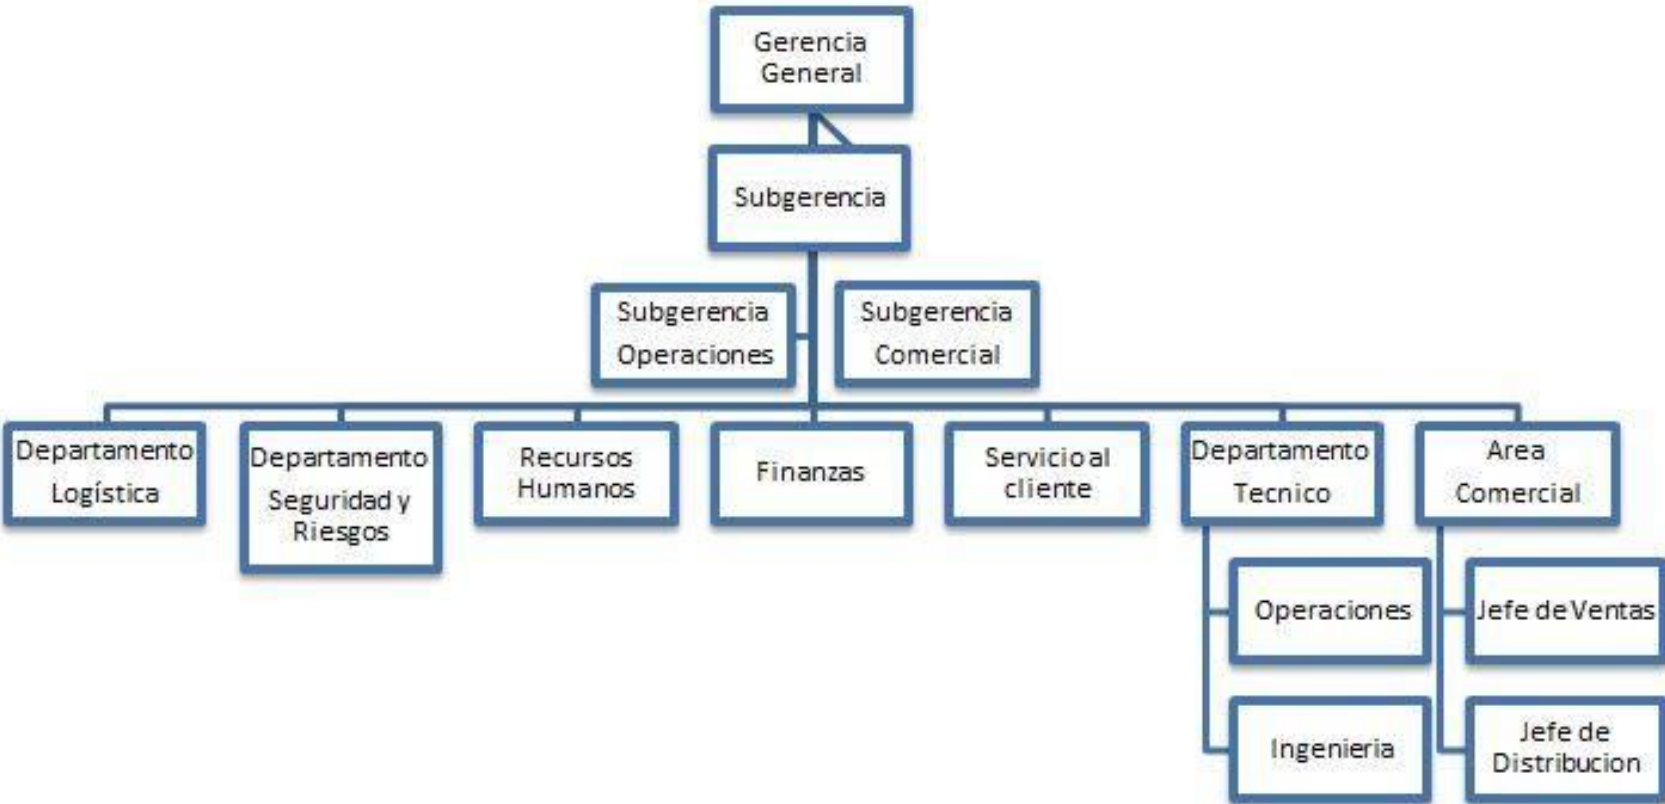 Gerencia
General
Subgerencia
Subgerencia
Operaciones
Subgerencia
Comercial
Departamento
Logística
Departamento
Seguridad y
Riesgos
Recursos
Humanos
Finanzas
Servicio al
cliente
Departamento
Tecnico
Area
Comercial
Operaciones
Jefe de Ventas
Ingenieria
Jefe de
Distribucion